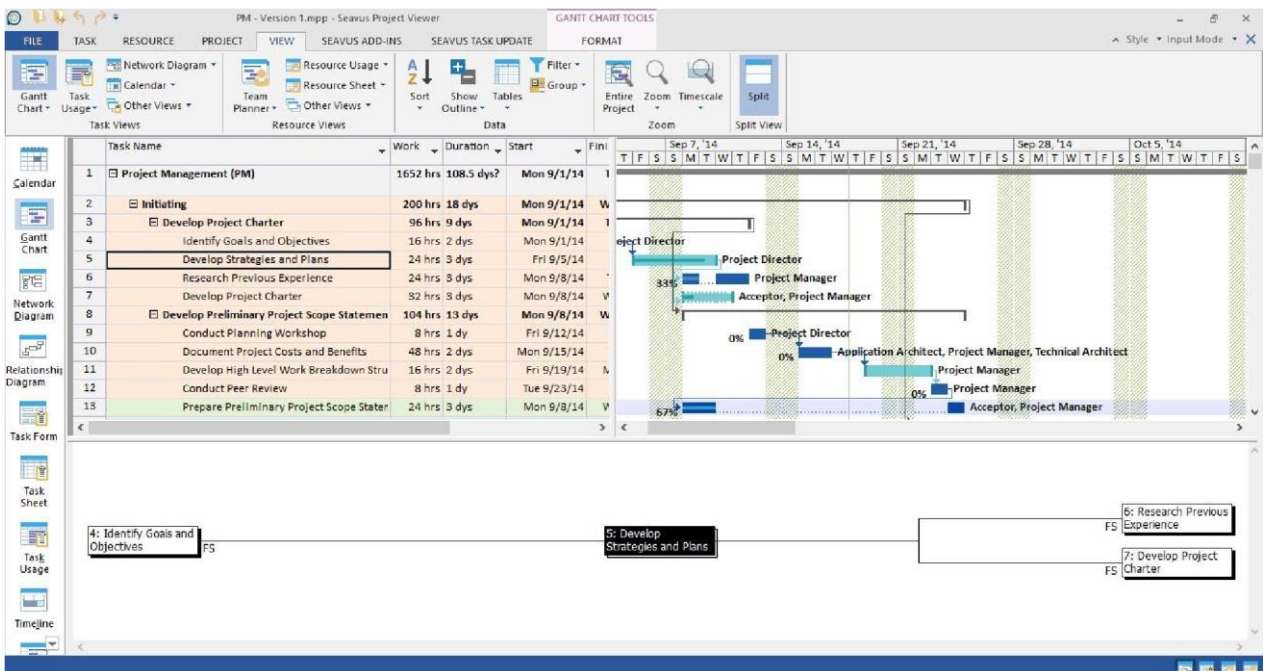 PM - Version 1.mpp - Seavus Project Viewer
GANTT CHART TOOLS
FILE TASK RESOURCE PROJECT VIEW SEAVUS ADD-INS SEAVUS TASK UPDATE FORMAT
Style Input Mode
Gantt Chart
Task Usage
Network Diagram
Calendar
Other Views
Task Views
Team Planner
Resource Usage
Resource Sheet
Other Views
Resource Views
Sort
Show Outline
Tables
Filter
Group
Data
Entire Project
Zoom
Timescale
Zoom
Split
Split View
Calendar
Gantt Chart
Network Diagram
Relationship Diagram
Task Form
Task Sheet
Task Usage
Timeline
Task Name Work Duration Start Fini
1 Project Management (PM) 1652 hrs 108.5 dys? Mon 9/1/14
2 Initiating 200 hrs 18 dys Mon 9/1/14 W
3 Develop Project Charter 96 hrs 9 dys Mon 9/1/14
4 Identify Goals and Objectives 16 hrs 2 dys Mon 9/1/14
5 Develop Strategies and Plans 24 hrs 3 dys Fri 9/5/14
6 Research Previous Experience 24 hrs 3 dys Mon 9/8/14
7 Develop Project Charter 32 hrs 3 dys Mon 9/8/14
8 Develop Preliminary Project Scope Statemen 104 hrs 13 dys Mon 9/8/14 W
9 Conduct Planning Workshop 8 hrs 1 dy Fri 9/12/14
10 Document Project Costs and Benefits 48 hrs 2 dys Mon 9/15/14
11 Develop High Level Work Breakdown Stru 16 hrs 2 dys Fri 9/19/14
12 Conduct Peer Review 8 hrs 1 dy Tue 9/23/14
13 Prepare Preliminary Project Scope Stater 24 hrs 3 dys Mon 9/8/14
Sep 7, '14 Sep 14, '14 Sep 21, '14 Sep 28, '14 Oct 5, '14
T F S S M T W T F S S M T W T F S S M T W T F S S M T W T F S S M T W T F S
oject Director
Project Director
33% Project Manager
Acceptor, Project Manager
0% Project Director
0% Application Architect, Project Manager, Technical Architect
Project Manager
0% Project Manager
67% Acceptor, Project Manager
4: Identify Goals and
Objectives FS
5: Develop
Strategies and Plans
6: Research Previous
FS Experience
7: Develop Project
FS Charter